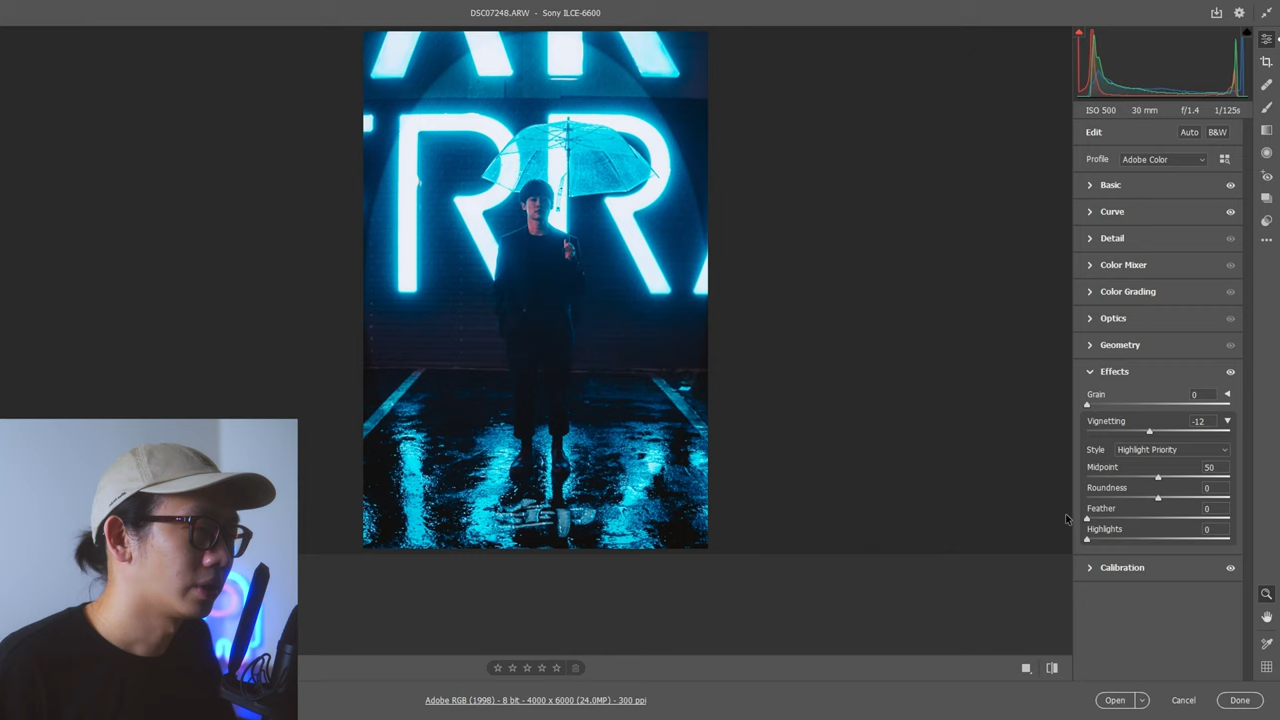 DSC07248.ARW - Sony ILCE-6600
ISO 500 30 mm f/1.4 1/125s
Edit Auto B&W
Profile Adobe Color
Basic
Curve
Detail
Color Mixer
Color Grading
Optics
Geometry
Effects
Grain 0
Vignetting -12
Style Highlight Priority
Midpoint 50
Roundness 0
Feather 0
Highlights 0
Calibration
Adobe RGB (1998) - 8 bit - 4000 x 6000 (24.0MP) - 300 ppi
Open Cancel Done